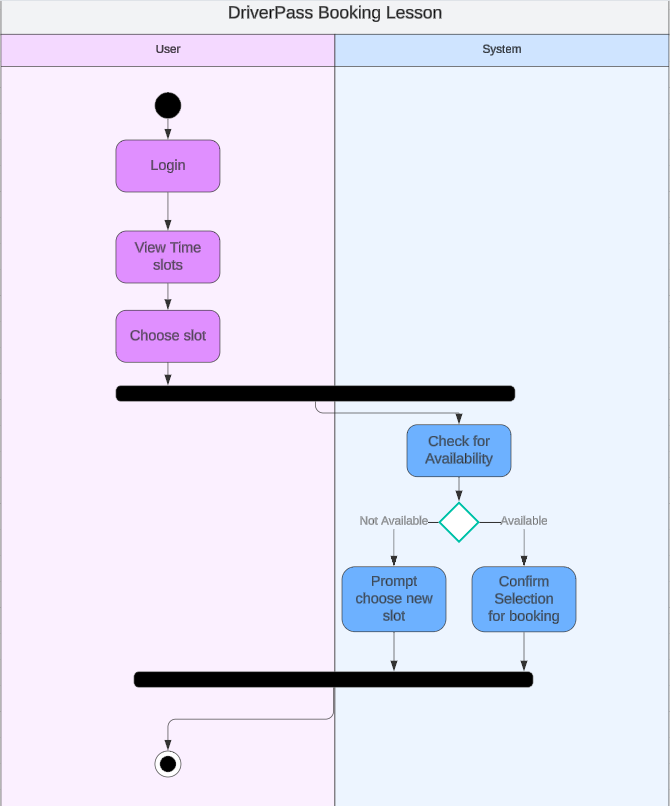 DriverPass Booking Lesson
User
System
Login
View Time
slots
Choose slot
Check for
Availability
Not Available
Available
Prompt
choose new
slot
Confirm
Selection
for booking